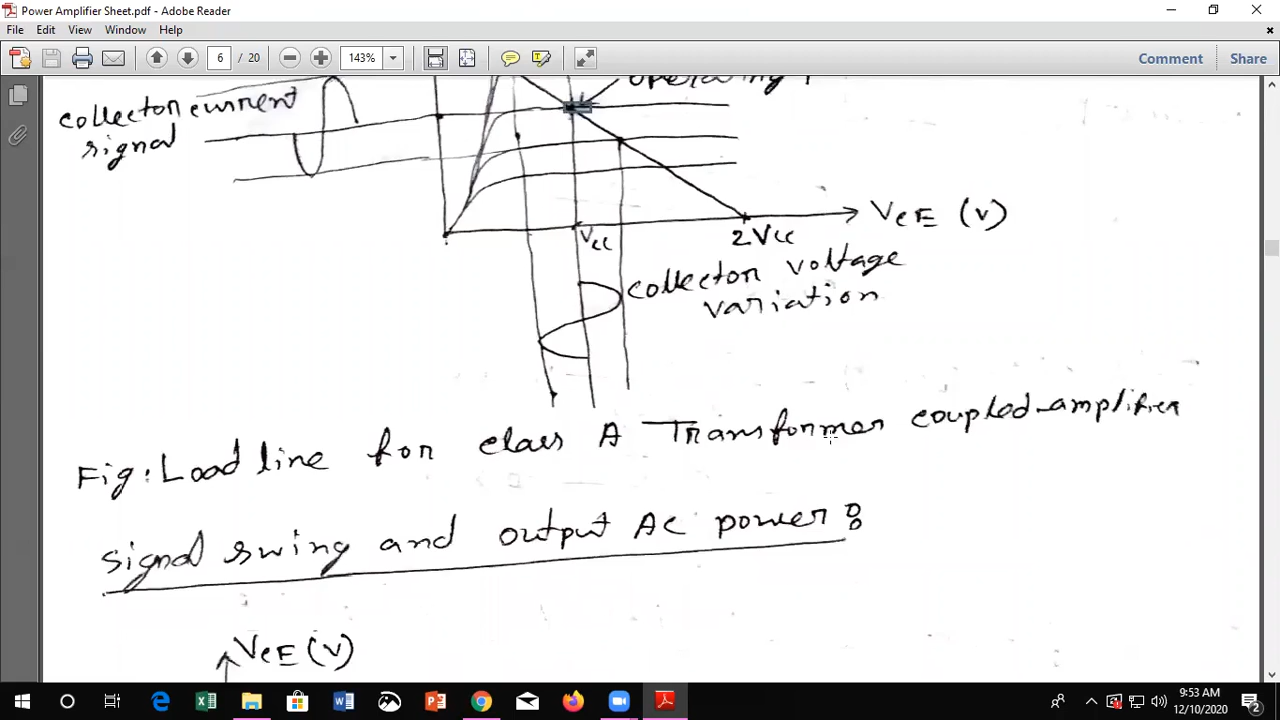 Power Amplifier Sheet.pdf - Adobe Reader
File Edit View Window Help
6 / 20 143% Comment Share
collector current
signal
VCE (V)
VCC
2VCC
collector voltage
variation
Fig: Load line for class A Transformer coupled amplifier
signal swing and output AC power:
VCE (V)
9:53 AM
12/10/2020
2